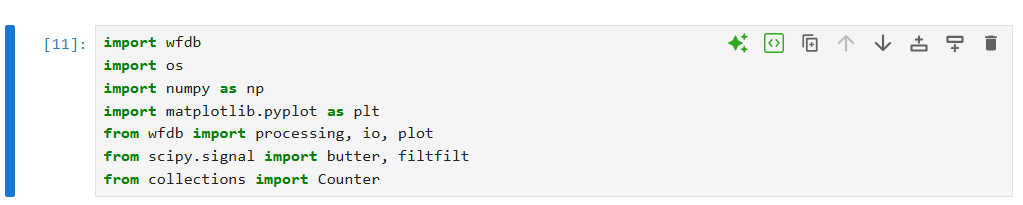 [11]:
import wfdb
import os
import numpy as np
import matplotlib.pyplot as plt
from wfdb import processing, io, plot
from scipy.signal import butter, filtfilt
from collections import Counter